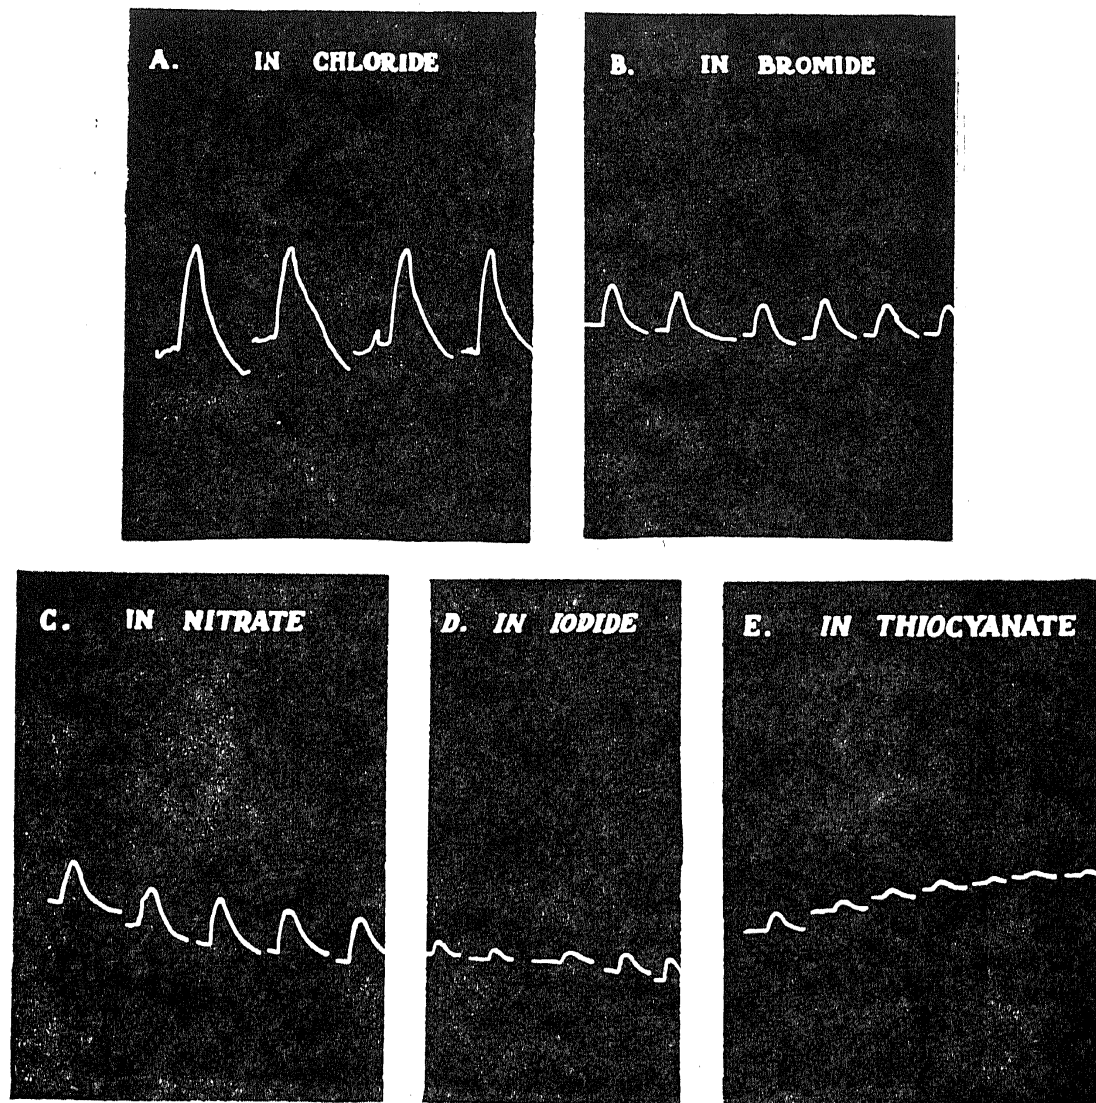 A. IN CHLORIDE
B. IN BROMIDE
C. IN NITRATE
D. IN IODIDE
E. IN THIOCYANATE